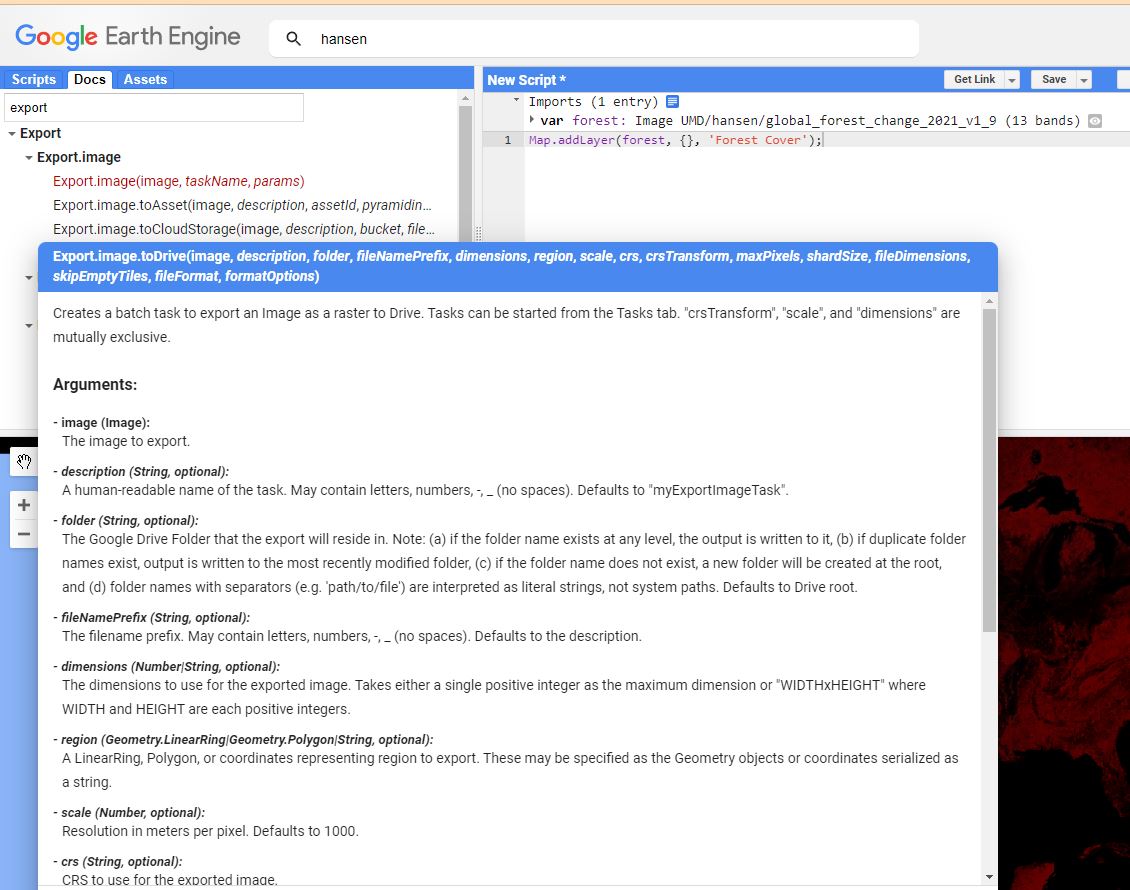 Google Earth Engine
hansen
Scripts Docs Assets
export
Export
Export.image
Export.image(image, taskName, params)
Export.image.toAsset(image, description, assetId, pyramidin…
Export.image.toCloudStorage(image, description, bucket, file…
New Script *
Get Link
Save
Imports (1 entry)
var forest: Image UMD/hansen/global_forest_change_2021_v1_9 (13 bands)
1 Map.addLayer(forest, {}, 'Forest Cover');
Export.image.toDrive(image, description, folder, fileNamePrefix, dimensions, region, scale, crs, crsTransform, maxPixels, shardSize, fileDimensions,
skipEmptyTiles, fileFormat, formatOptions)
Creates a batch task to export an Image as a raster to Drive. Tasks can be started from the Tasks tab. "crsTransform", "scale", and "dimensions" are
mutually exclusive.
Arguments:
- image (Image):
The image to export.
- description (String, optional):
A human-readable name of the task. May contain letters, numbers, -, _ (no spaces). Defaults to "myExportImageTask".
- folder (String, optional):
The Google Drive Folder that the export will reside in. Note: (a) if the folder name exists at any level, the output is written to it, (b) if duplicate folder
names exist, output is written to the most recently modified folder, (c) if the folder name does not exist, a new folder will be created at the root,
and (d) folder names with separators (e.g. 'path/to/file') are interpreted as literal strings, not system paths. Defaults to Drive root.
- fileNamePrefix (String, optional):
The filename prefix. May contain letters, numbers, -, _ (no spaces). Defaults to the description.
- dimensions (Number|String, optional):
The dimensions to use for the exported image. Takes either a single positive integer as the maximum dimension or "WIDTHxHEIGHT" where
WIDTH and HEIGHT are each positive integers.
- region (Geometry.LinearRing|Geometry.Polygon|String, optional):
A LinearRing, Polygon, or coordinates representing region to export. These may be specified as the Geometry objects or coordinates serialized as
a string.
- scale (Number, optional):
Resolution in meters per pixel. Defaults to 1000.
- crs (String, optional):
CRS to use for the exported image.